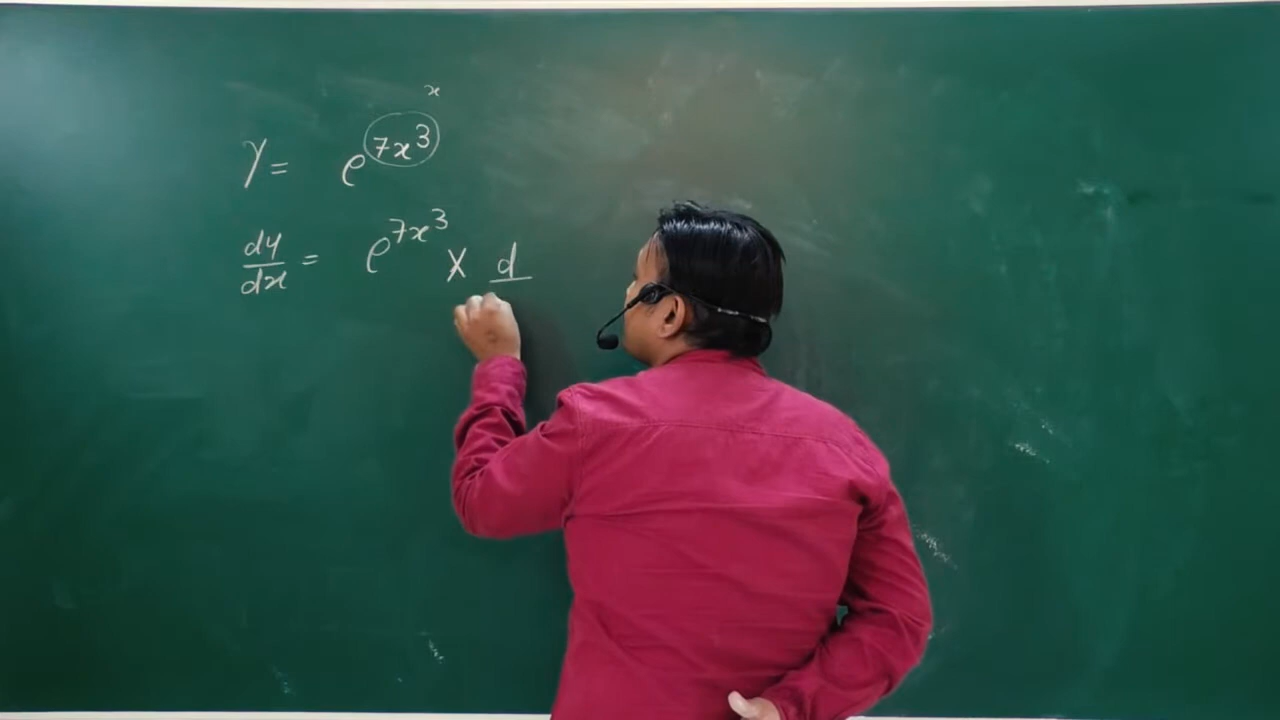 x
y = e^{7x^3}
dy/dx = e^{7x^3} × d